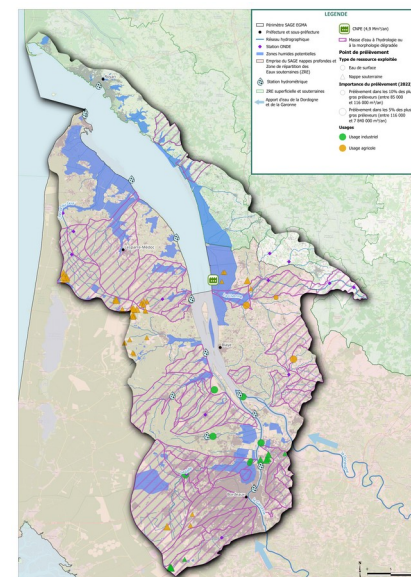 LEGENDE
Périmètre SAGE EGMA
Préfecture et sous-préfecture
Réseau hydrographique
Station ONDE
Zones humides potentielles
Emprise du SAGE nappes profondes et
Zone de répartition des
Eaux souterraines (ZRE)
Station hydrométrique
ZRE superficielle et souterraines
Apport d'eau de la Dordogne
et de la Garonne
CNPE (4,9 Mm³/an)
Masse d'eau à l'hydrologie ou
à la morphologie dégradée
Point de prélèvement
Type de ressource exploitée
Eau de surface
Nappe souterraine
Importance du prélèvement (2022)
Prélèvement dans les 10% des plus
gros préleveurs (entre 85 000
et 116 000 m³/an)
Prélèvement dans les 5% des plus
gros préleveurs (entre 116 000
et 7 840 000 m³/an)
Usages
Usage industriel
Usage agricole
Lesparre-Médoc
Blaye
Bordeaux